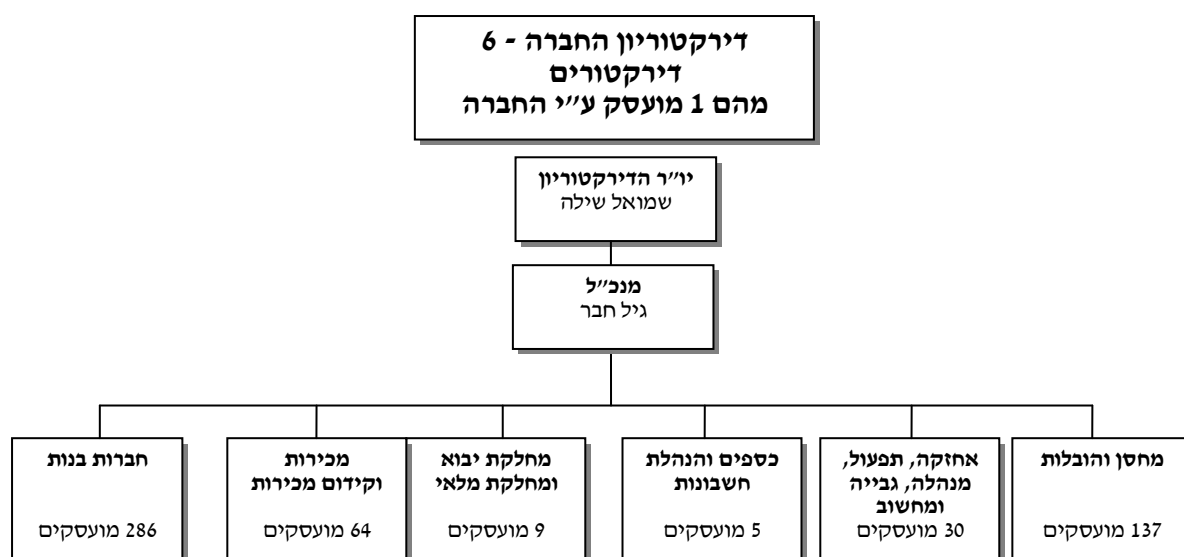 דירקטוריון החברה - 6
דירקטורים
מהם 1 מועסק ע״י החברה
יו״ר הדירקטוריון
שמואל שילה
מנכ״ל
גיל חבר
מחסן והובלות
137 מועסקים
אחזקה, תפעול,
מנהלה, גבייה
ומחשוב
30 מועסקים
כספים והנהלת
חשבונות
5 מועסקים
מחלקת יבוא
ומחלקת מלאי
9 מועסקים
מכירות
וקידום מכירות
64 מועסקים
חברות בנות
286 מועסקים